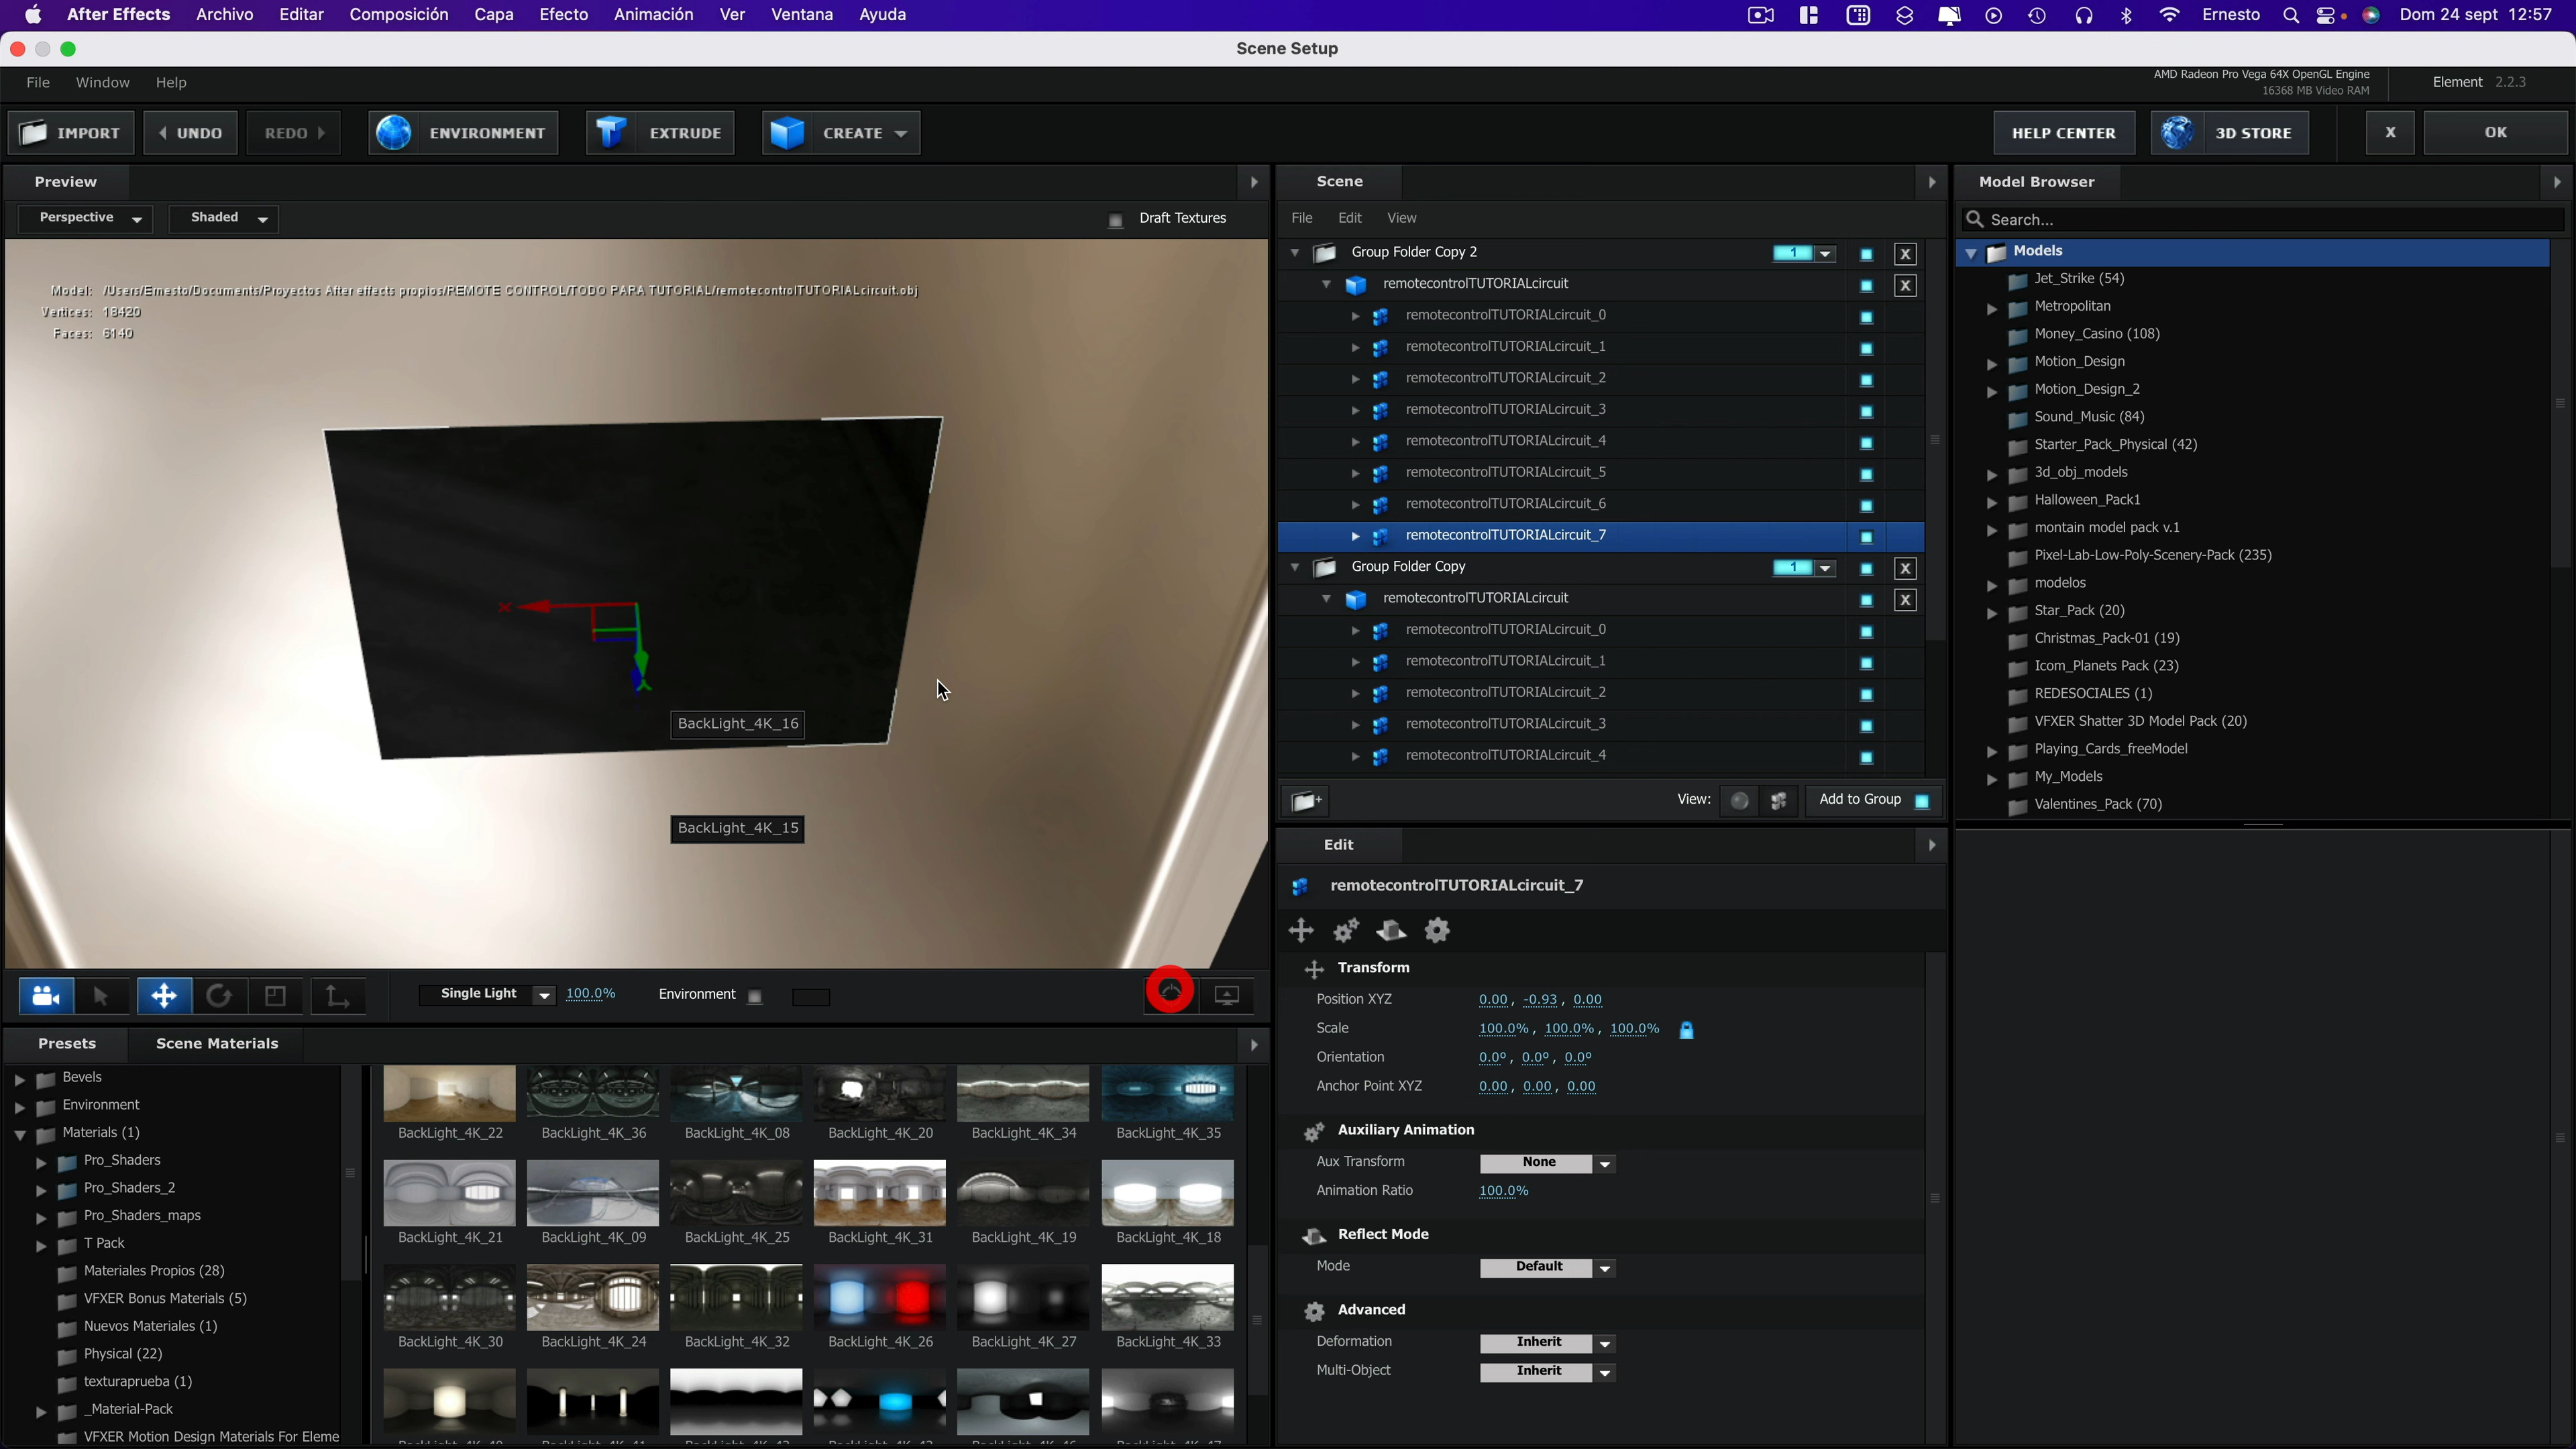 After Effects Archivo Editar Composición Capa Efecto Animación Ver Ventana Ayuda Ernesto Dom 24 sept 12:57
Scene Setup
File Window Help
AMD Radeon Pro Vega 64X OpenGL Engine
16368 MB Video RAM
Element 2.2.3
IMPORT UNDO REDO ENVIRONMENT EXTRUDE CREATE HELP CENTER 3D STORE X OK
Preview
Perspective Shaded Draft Textures
Model: /Users/Ernesto/Documents/Proyectos After effects propios/REMOTE CONTROL/TODO PARA TUTORIAL/remotecontrolTUTORIALcircuit.obj
Vertices: 18420
Faces: 6140
X
BackLight_4K_16
BackLight_4K_15
Single Light 100.0% Environment
Presets Scene Materials
Bevels
Environment
Materials (1)
Pro_Shaders
Pro_Shaders_2
Pro_Shaders_maps
T Pack
Materiales Propios (28)
VFXER Bonus Materials (5)
Nuevos Materiales (1)
Physical (22)
texturaprueba (1)
_Material-Pack
VFXER Motion Design Materials For Eleme
BackLight_4K_22 BackLight_4K_36 BackLight_4K_08 BackLight_4K_20 BackLight_4K_34 BackLight_4K_35
BackLight_4K_21 BackLight_4K_09 BackLight_4K_25 BackLight_4K_31 BackLight_4K_19 BackLight_4K_18
BackLight_4K_30 BackLight_4K_24 BackLight_4K_32 BackLight_4K_26 BackLight_4K_27 BackLight_4K_33
Scene
File Edit View
Group Folder Copy 2 1 X
remotecontrolTUTORIALcircuit X
remotecontrolTUTORIALcircuit_0
remotecontrolTUTORIALcircuit_1
remotecontrolTUTORIALcircuit_2
remotecontrolTUTORIALcircuit_3
remotecontrolTUTORIALcircuit_4
remotecontrolTUTORIALcircuit_5
remotecontrolTUTORIALcircuit_6
remotecontrolTUTORIALcircuit_7
Group Folder Copy 1 X
remotecontrolTUTORIALcircuit X
remotecontrolTUTORIALcircuit_0
remotecontrolTUTORIALcircuit_1
remotecontrolTUTORIALcircuit_2
remotecontrolTUTORIALcircuit_3
remotecontrolTUTORIALcircuit_4
View: Add to Group
Edit
remotecontrolTUTORIALcircuit_7
Transform
Position XYZ 0.00, -0.93, 0.00
Scale 100.0%, 100.0%, 100.0%
Orientation 0.0º, 0.0º, 0.0º
Anchor Point XYZ 0.00, 0.00, 0.00
Auxiliary Animation
Aux Transform None
Animation Ratio 100.0%
Reflect Mode
Mode Default
Advanced
Deformation Inherit
Multi-Object Inherit
Model Browser
Search...
Models
Jet_Strike (54)
Metropolitan
Money_Casino (108)
Motion_Design
Motion_Design_2
Sound_Music (84)
Starter_Pack_Physical (42)
3d_obj_models
Halloween_Pack1
montain model pack v.1
Pixel-Lab-Low-Poly-Scenery-Pack (235)
modelos
Star_Pack (20)
Christmas_Pack-01 (19)
Icom_Planets Pack (23)
REDESOCIALES (1)
VFXER Shatter 3D Model Pack (20)
Playing_Cards_freeModel
My_Models
Valentines_Pack (70)